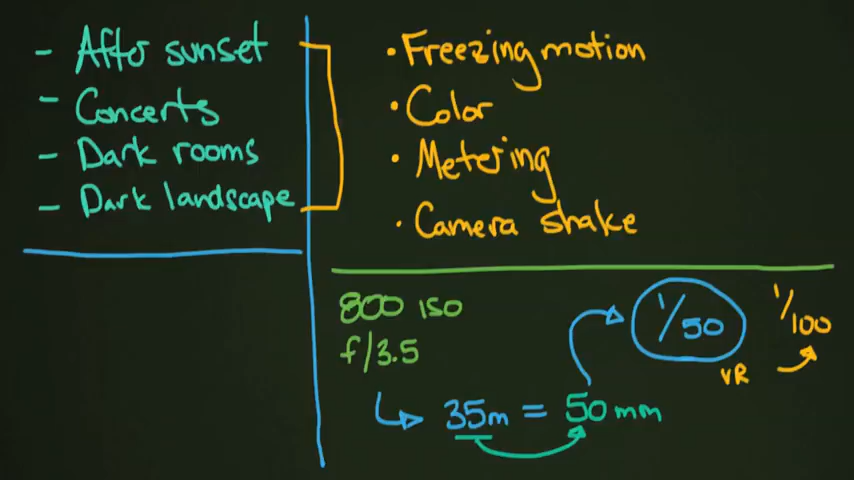 - After sunset
- Concerts
- Dark rooms
- Dark landscape
• Freezing motion
• Color
• Metering
• Camera shake
800 ISO
f/3.5
35m = 50mm
1/50
VR
1/100